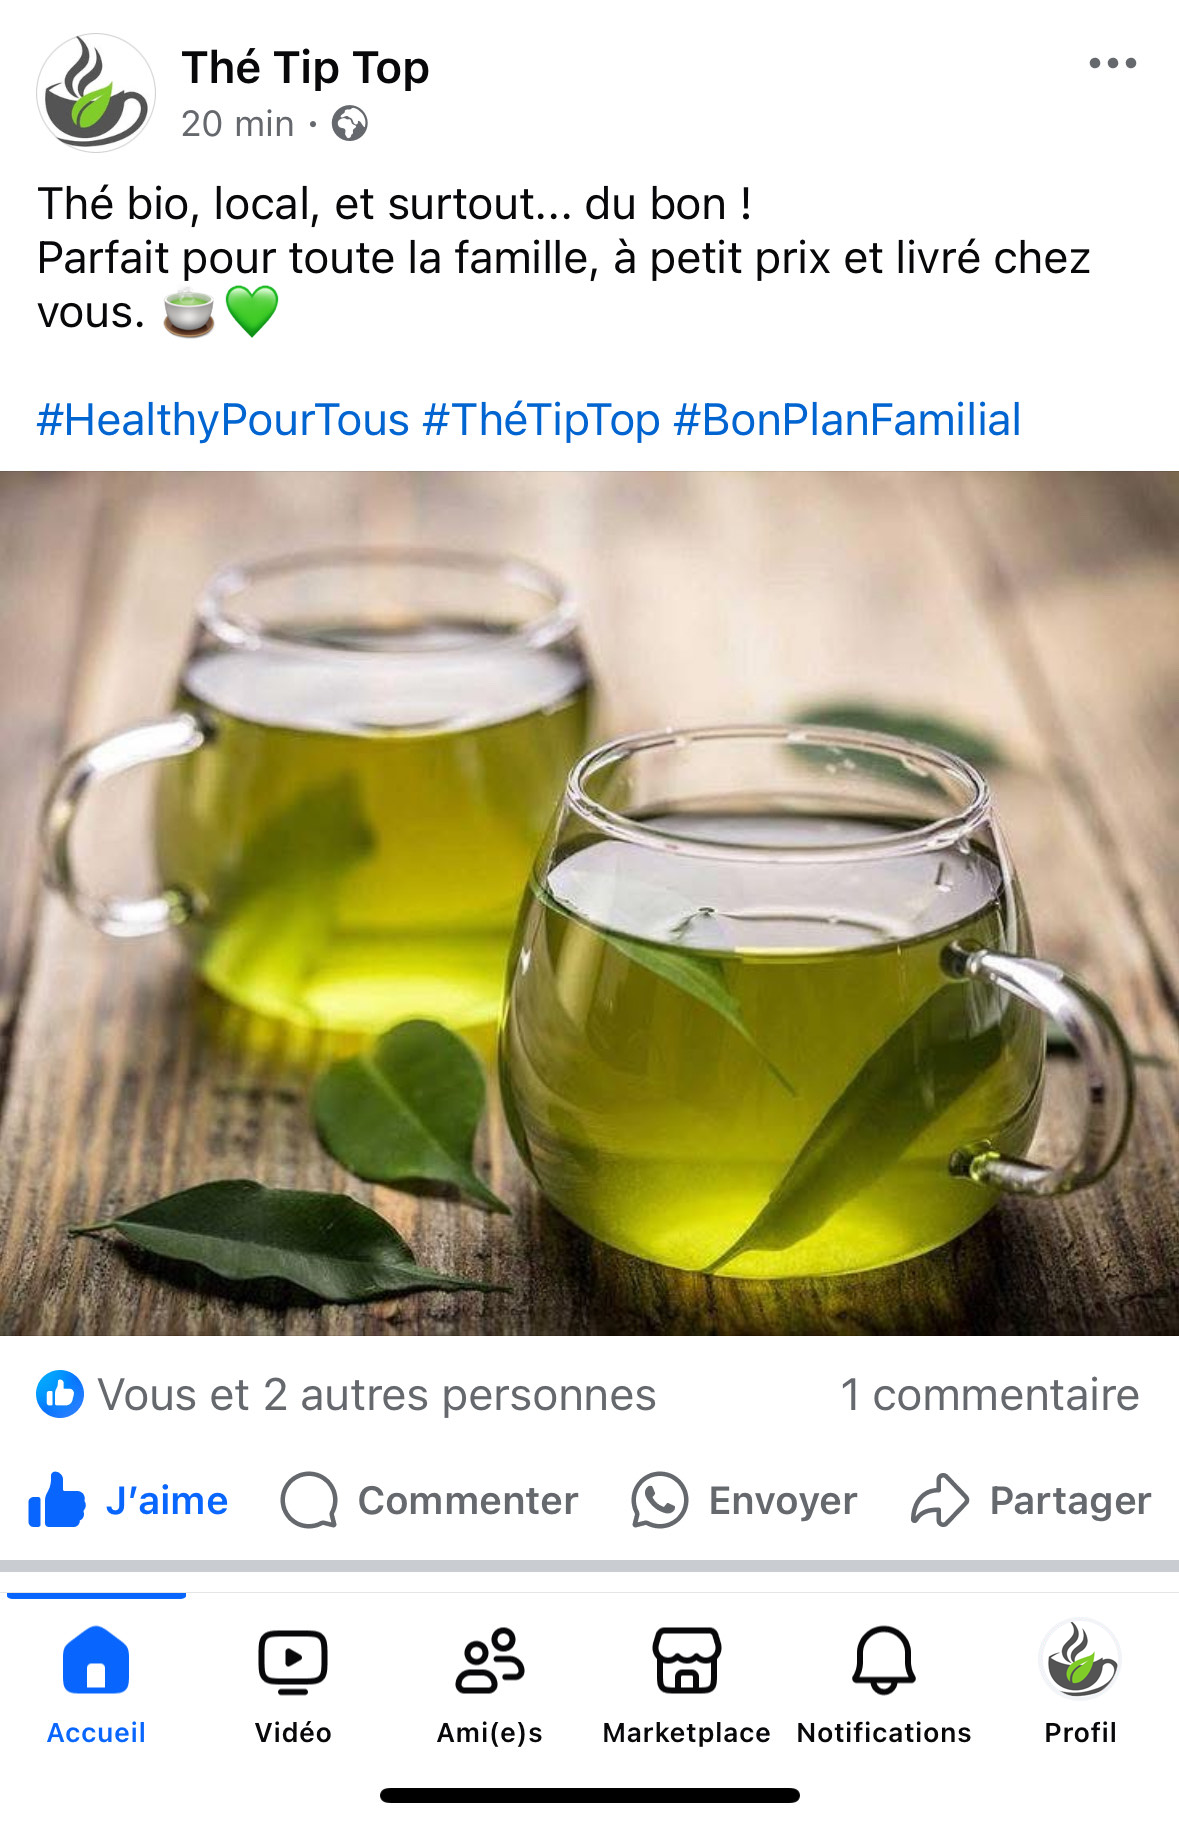 Thé Tip Top
20 min ·
Thé bio, local, et surtout... du bon !
Parfait pour toute la famille, à petit prix et livré chez
vous. 🍵💚
#HealthyPourTous #ThéTipTop #BonPlanFamilial
Vous et 2 autres personnes 1 commentaire
J’aime Commenter Envoyer Partager
Accueil Vidéo Ami(e)s Marketplace Notifications Profil